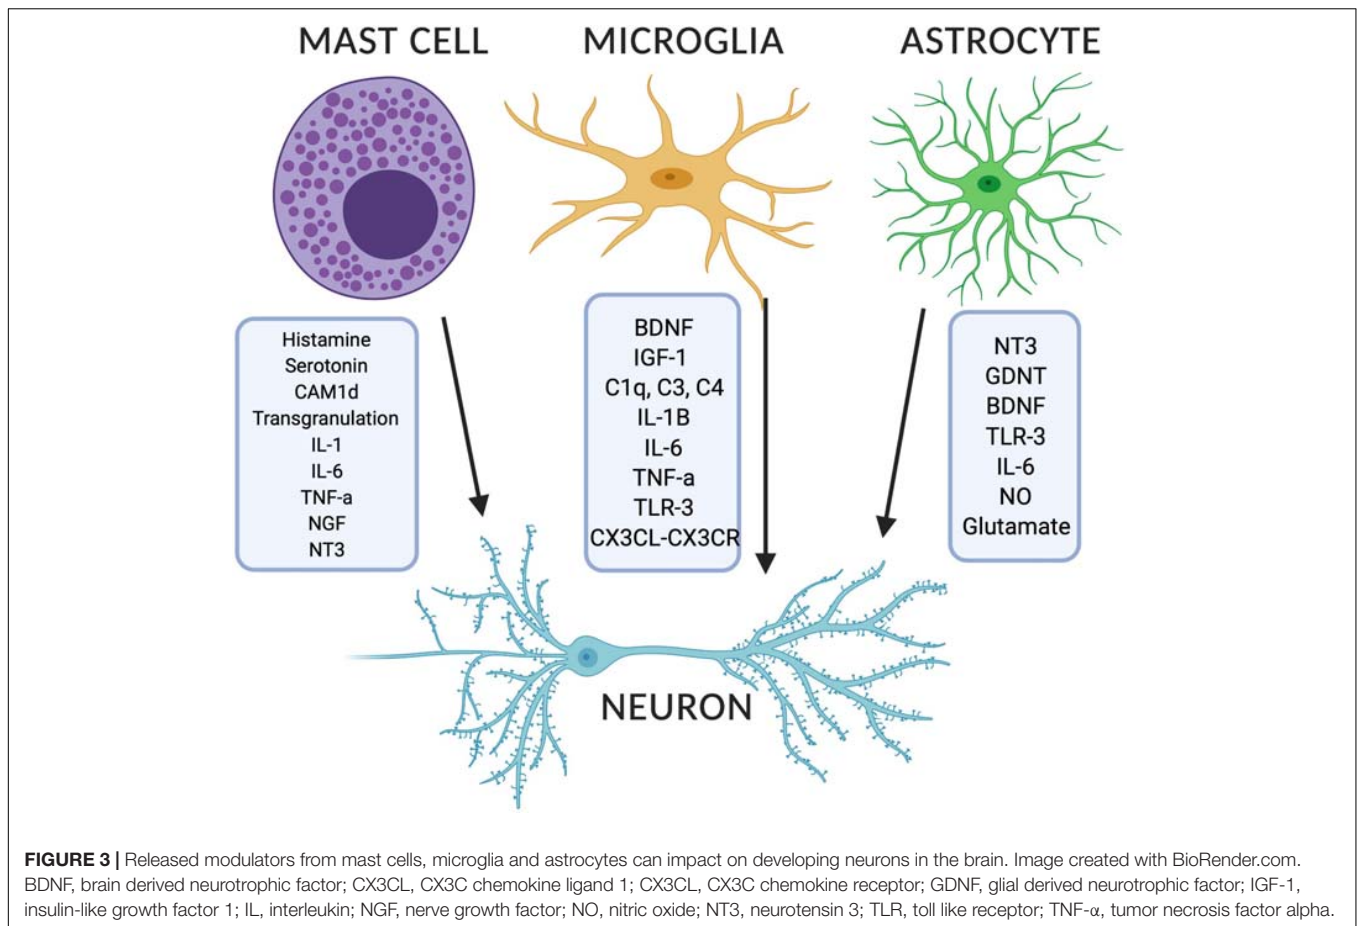 MAST CELL
MICROGLIA
ASTROCYTE
Histamine
Serotonin
CAM1d
Transgranulation
IL-1
IL-6
TNF-a
NGF
NT3
BDNF
IGF-1
C1q, C3, C4
IL-1B
IL-6
TNF-a
TLR-3
CX3CL-CX3CR
NT3
GDNT
BDNF
TLR-3
IL-6
NO
Glutamate
NEURON
FIGURE 3 | Released modulators from mast cells, microglia and astrocytes can impact on developing neurons in the brain. Image created with BioRender.com.
BDNF, brain derived neurotrophic factor; CX3CL, CX3C chemokine ligand 1; CX3CL, CX3C chemokine receptor; GDNF, glial derived neurotrophic factor; IGF-1,
insulin-like growth factor 1; IL, interleukin; NGF, nerve growth factor; NO, nitric oxide; NT3, neurotensin 3; TLR, toll like receptor; TNF-α, tumor necrosis factor alpha.